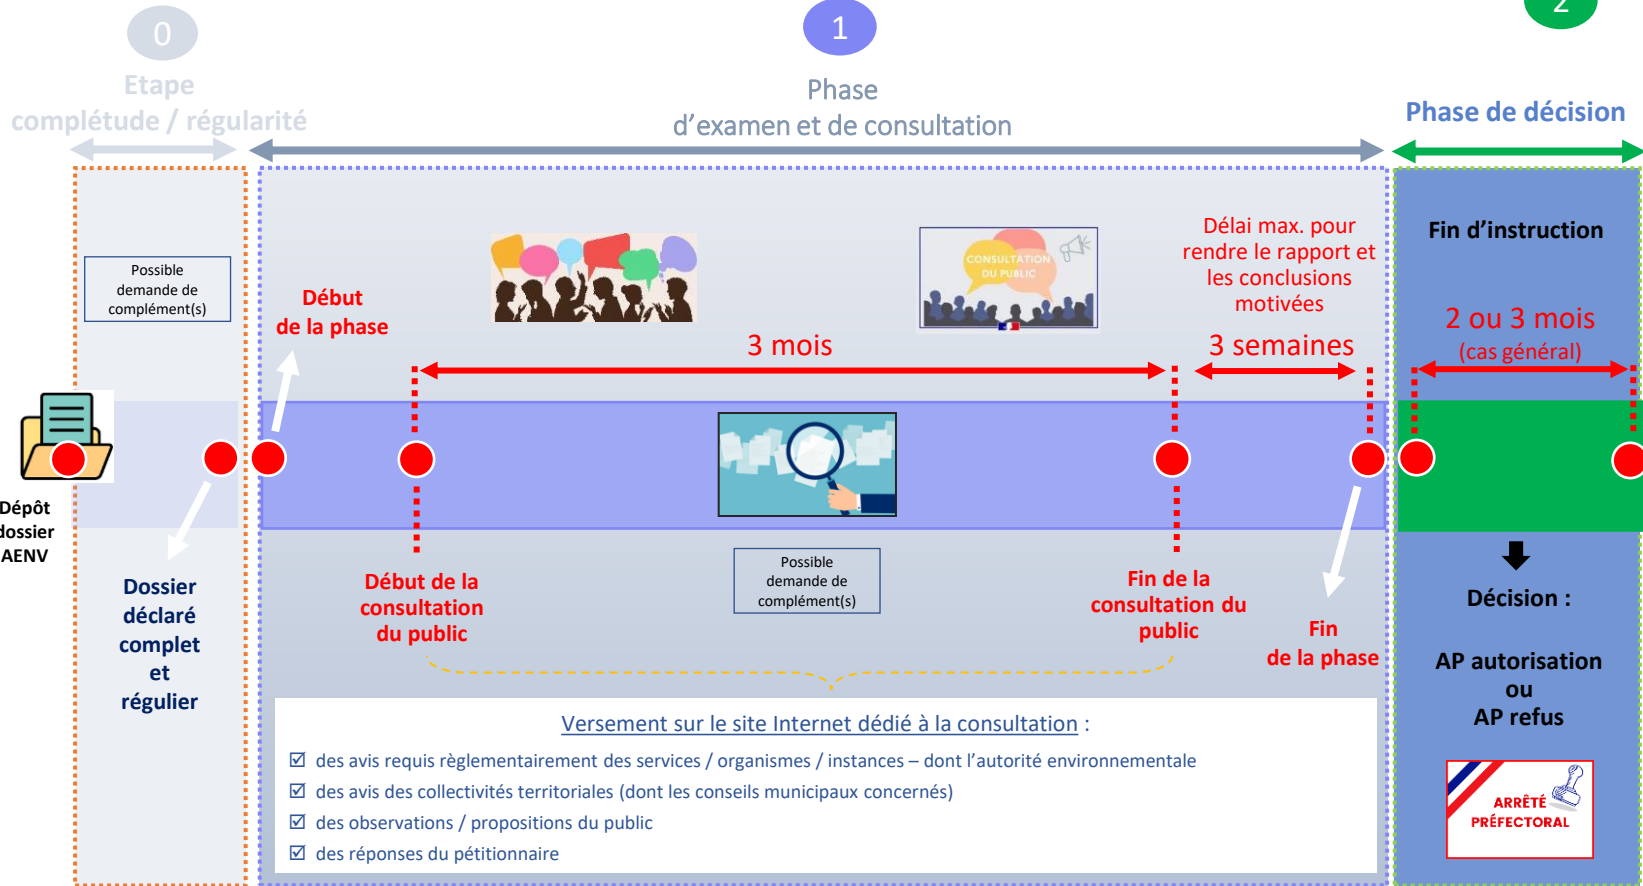 0
Etape
complétude / régularité
1
Phase
d'examen et de consultation
2
Phase de décision
Possible
demande de
complément(s)
Début
de la phase
CONSULTATION
DU PUBLIC
3 mois
Délai max. pour
rendre le rapport et
les conclusions
motivées
3 semaines
Fin d'instruction
2 ou 3 mois
(cas général)
Dépôt
dossier
AENV
Dossier
déclaré
complet
et
régulier
Début de la
consultation
du public
Possible
demande de
complément(s)
Fin de la
consultation du
public
Fin
de la phase
Décision :
AP autorisation
ou
AP refus
ARRÊTÉ
PRÉFECTORAL
Versement sur le site Internet dédié à la consultation :
☑ des avis requis règlementairement des services / organismes / instances – dont l'autorité environnementale
☑ des avis des collectivités territoriales (dont les conseils municipaux concernés)
☑ des observations / propositions du public
☑ des réponses du pétitionnaire